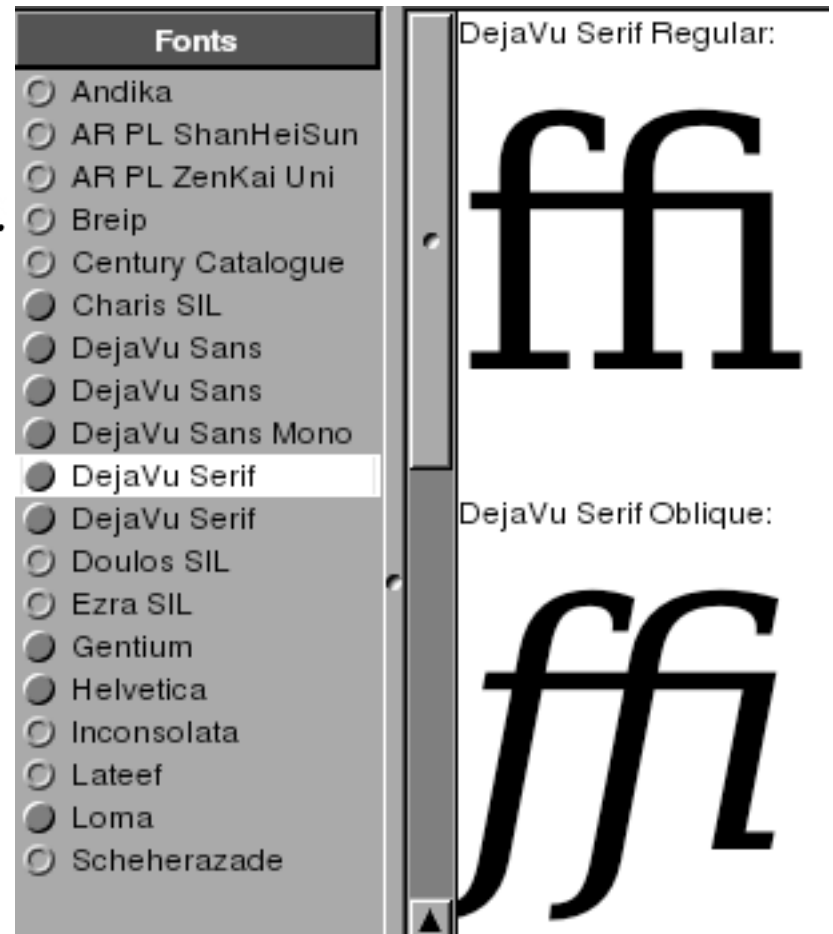 Fonts
Andika
AR PL ShanHeiSun
AR PL ZenKai Uni
Breip
Century Catalogue
Charis SIL
DejaVu Sans
DejaVu Sans
DejaVu Sans Mono
DejaVu Serif
DejaVu Serif
Doulos SIL
Ezra SIL
Gentium
Helvetica
Inconsolata
Lateef
Loma
Scheherazade
DejaVu Serif Regular:
ffi
DejaVu Serif Oblique:
ffi